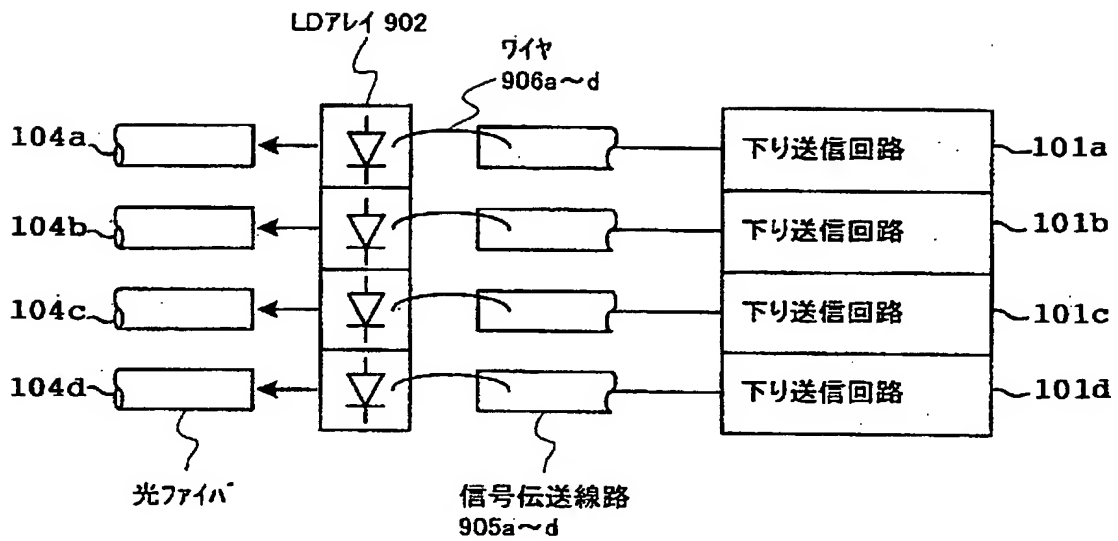 LDアレイ 902
ワイヤ
906a～d
104a
下り送信回路
101a
104b
下り送信回路
101b
104c
下り送信回路
101c
104d
下り送信回路
101d
光ファイバ
信号伝送線路
905a～d